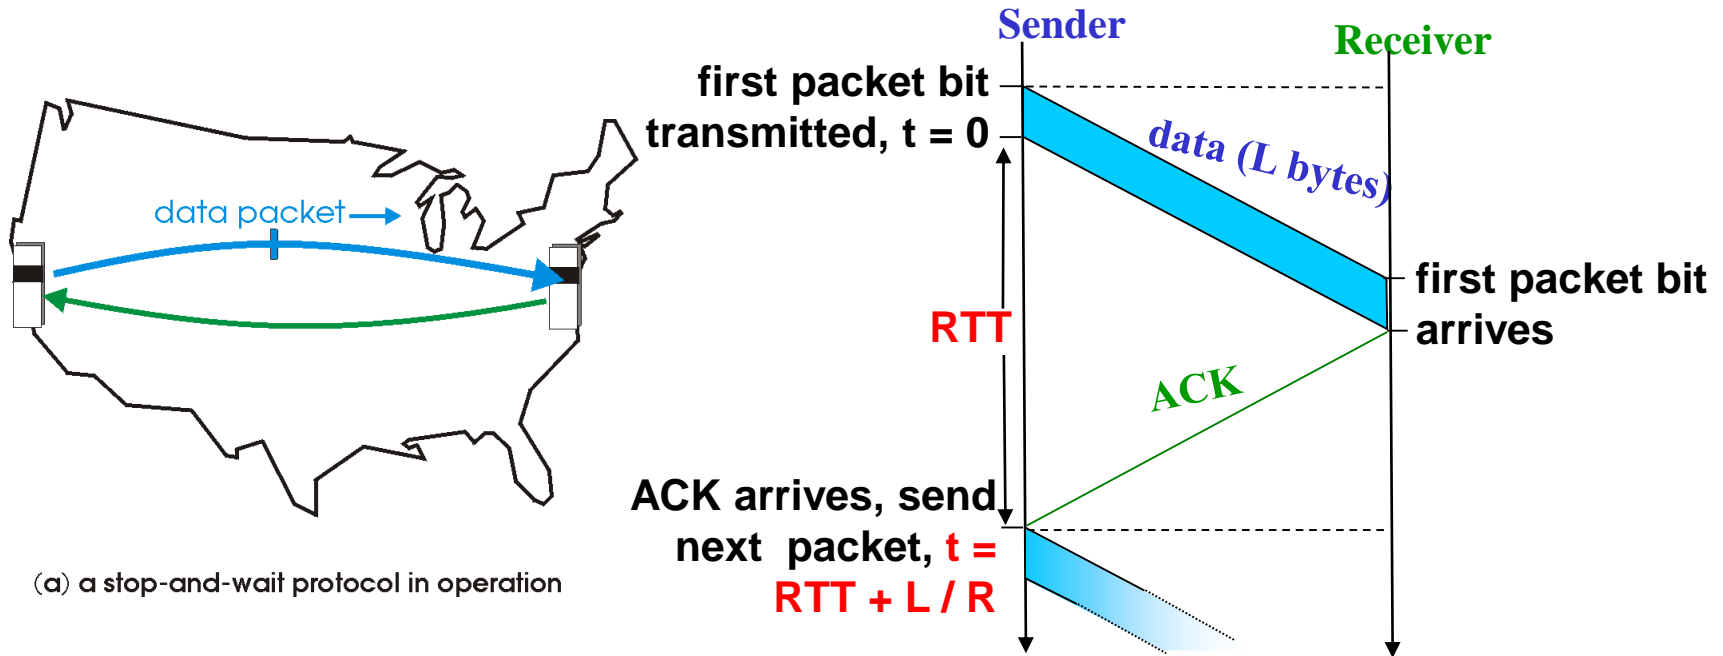 data packet
(a) a stop-and-wait protocol in operation
Sender
Receiver
first packet bit
transmitted, t = 0
data (L bytes)
first packet bit
arrives
RTT
ACK
ACK arrives, send
next packet, t =
RTT + L / R